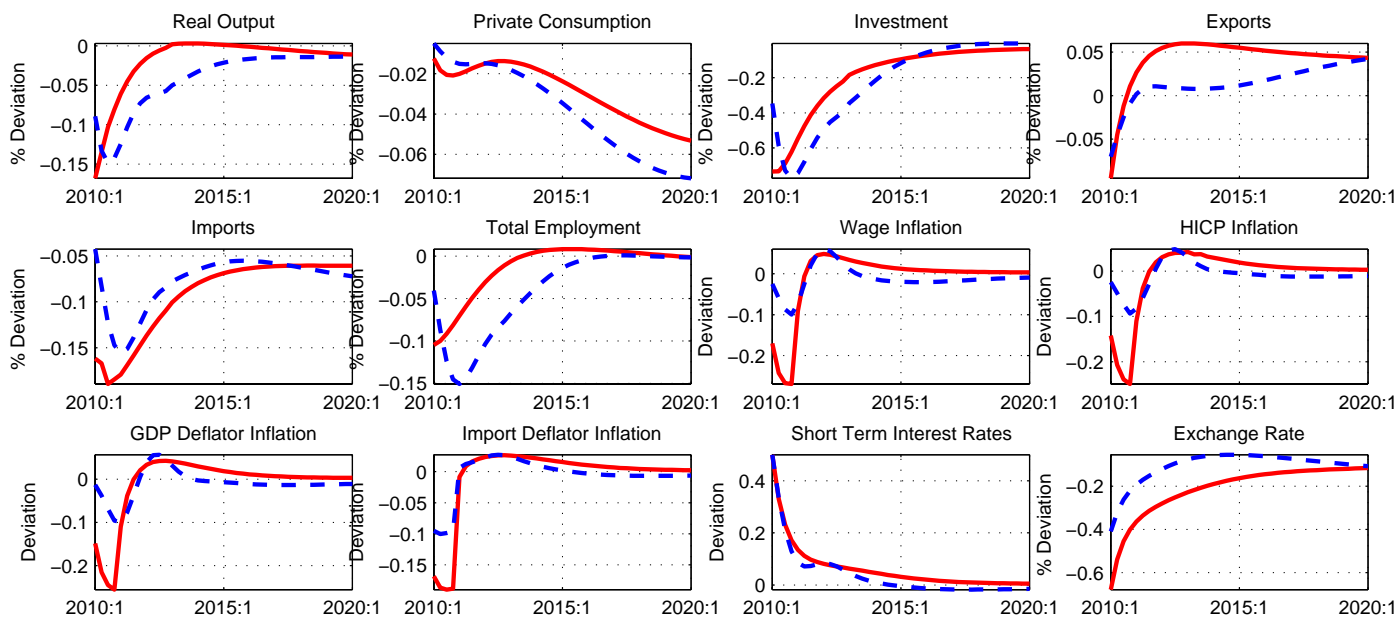 Real Output
Private Consumption
Investment
Exports
% Deviation
0
−0.05
−0.1
−0.15
2010:1 2015:1 2020:1
% Deviation
−0.02
−0.04
−0.06
2010:1 2015:1 2020:1
% Deviation
−0.2
−0.4
−0.6
2010:1 2015:1 2020:1
% Deviation
0.05
0
−0.05
2010:1 2015:1 2020:1
Imports
Total Employment
Wage Inflation
HICP Inflation
% Deviation
−0.05
−0.1
−0.15
2010:1 2015:1 2020:1
% Deviation
0
−0.05
−0.1
−0.15
2010:1 2015:1 2020:1
Deviation
0
−0.1
−0.2
2010:1 2015:1 2020:1
Deviation
0
−0.1
−0.2
2010:1 2015:1 2020:1
GDP Deflator Inflation
Import Deflator Inflation
Short Term Interest Rates
Exchange Rate
Deviation
0
−0.1
−0.2
2010:1 2015:1 2020:1
Deviation
0
−0.05
−0.1
−0.15
2010:1 2015:1 2020:1
Deviation
0.4
0.2
0
2010:1 2015:1 2020:1
% Deviation
−0.2
−0.4
−0.6
2010:1 2015:1 2020:1